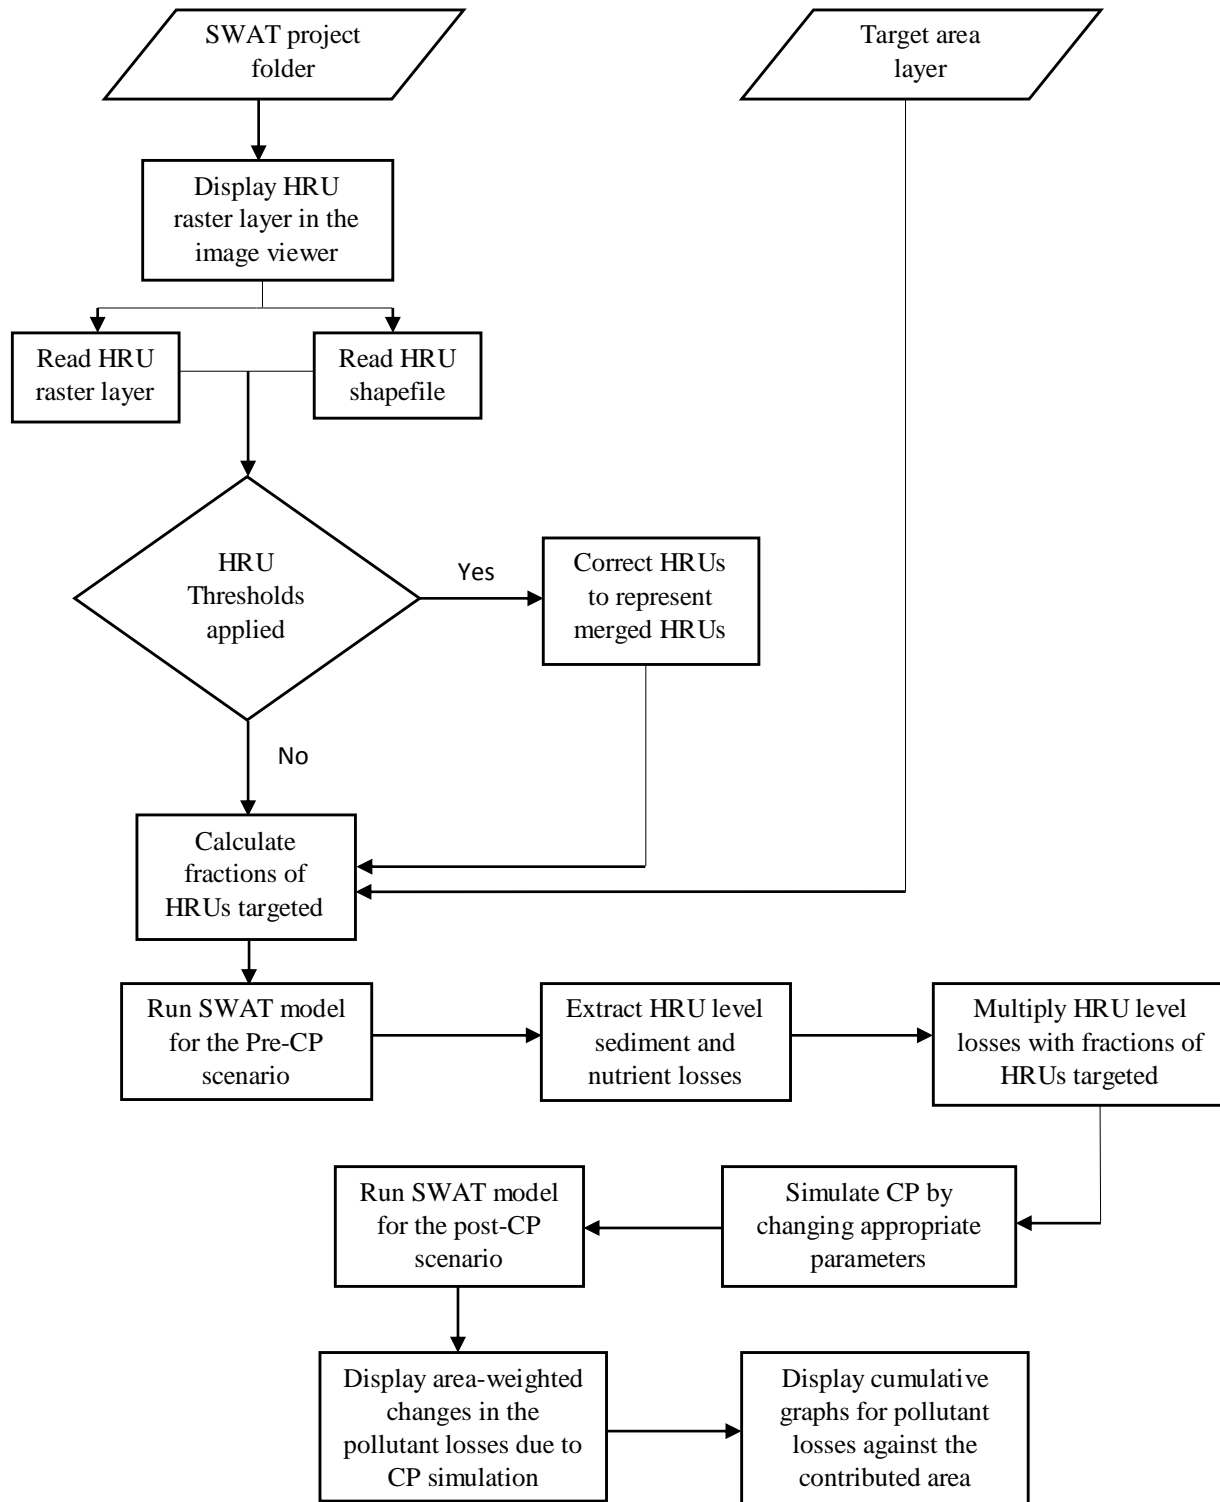 SWAT project
folder
Target area
layer
Display HRU
raster layer in the
image viewer
Read HRU
raster layer
Read HRU
shapefile
HRU
Thresholds
applied
Yes
Correct HRUs
to represent
merged HRUs
No
Calculate
fractions of
HRUs targeted
Run SWAT model
for the Pre-CP
scenario
Extract HRU level
sediment and
nutrient losses
Multiply HRU level
losses with fractions of
HRUs targeted
Run SWAT model
for the post-CP
scenario
Simulate CP by
changing appropriate
parameters
Display area-weighted
changes in the
pollutant losses due to
CP simulation
Display cumulative
graphs for pollutant
losses against the
contributed area